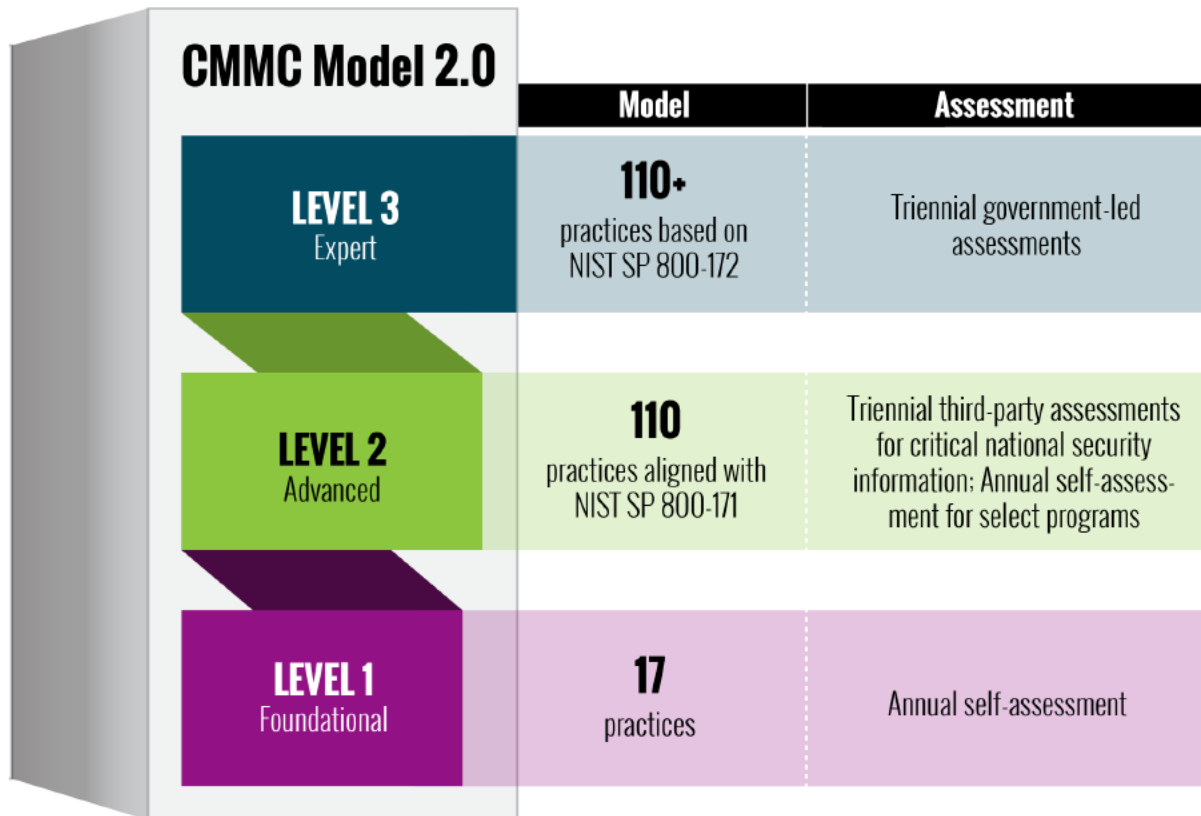 CMMC Model 2.0
Model
Assessment
LEVEL 3
Expert
110+
practices based on
NIST SP 800-172
Triennial government-led
assessments
LEVEL 2
Advanced
110
practices aligned with
NIST SP 800-171
Triennial third-party assessments
for critical national security
information; Annual self-assess-
ment for select programs
LEVEL 1
Foundational
17
practices
Annual self-assessment